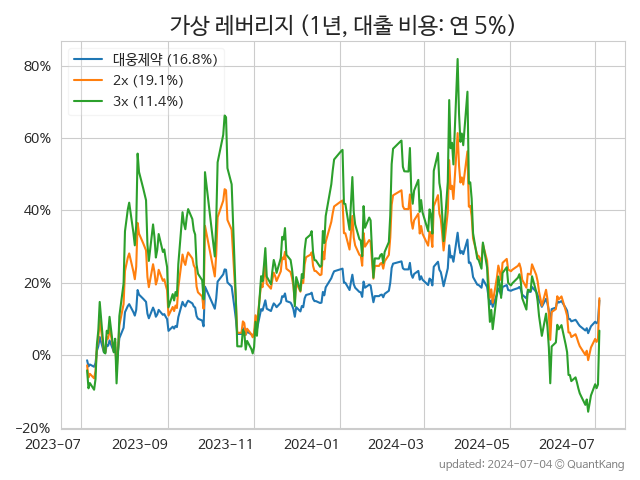 가상 레버리지 (1년, 대출 비용: 연 5%)
대웅제약 (16.8%)
2x (19.1%)
3x (11.4%)
80%
60%
40%
20%
0%
−20%
2023-07 2023-09 2023-11 2024-01 2024-03 2024-05 2024-07
updated: 2024-07-04 © QuantKang